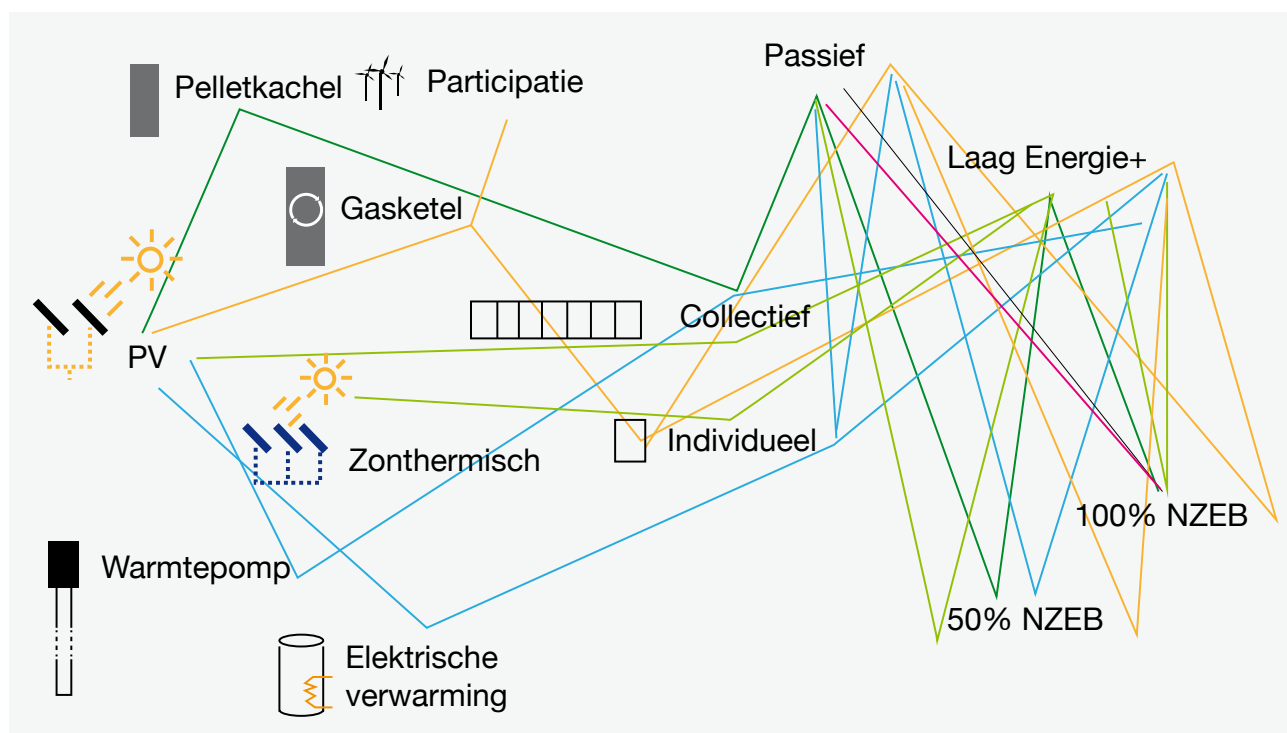 Passief
Pelletkachel
Participatie
Laag Energie+
Gasketel
Collectief
PV
Individueel
Zonthermisch
100% NZEB
Warmtepomp
50% NZEB
Elektrische
verwarming